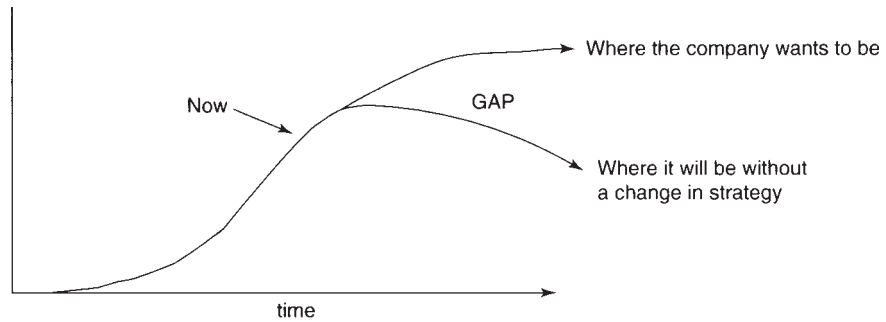 Where the company wants to be
Now
GAP
Where it will be without
a change in strategy
time